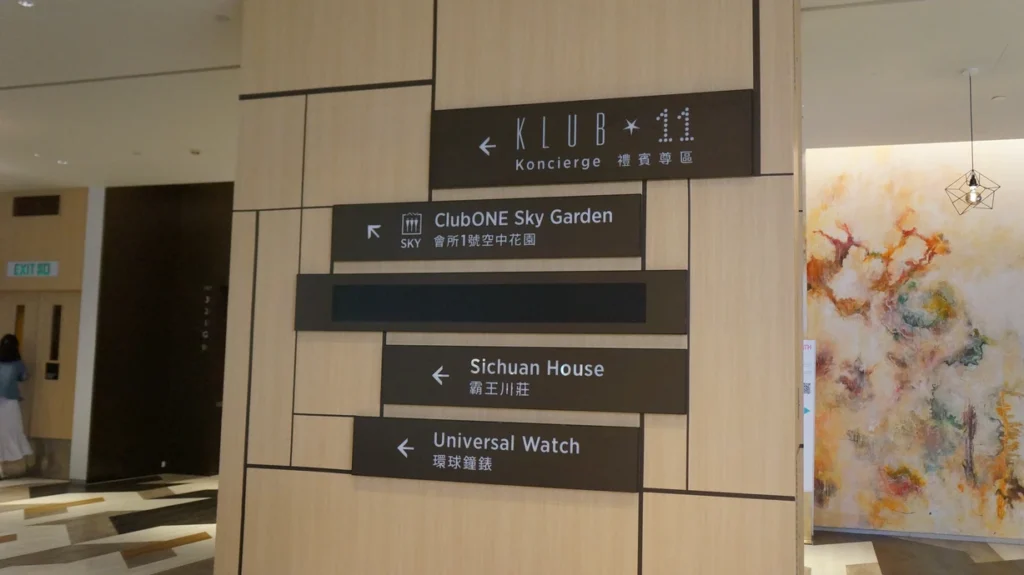 KLUB ★ 11
Koncierge 禮賓尊區
ClubONE Sky Garden
SKY 會所1號空中花園
Sichuan House
霸王川莊
Universal Watch
環球鐘錶
EXIT